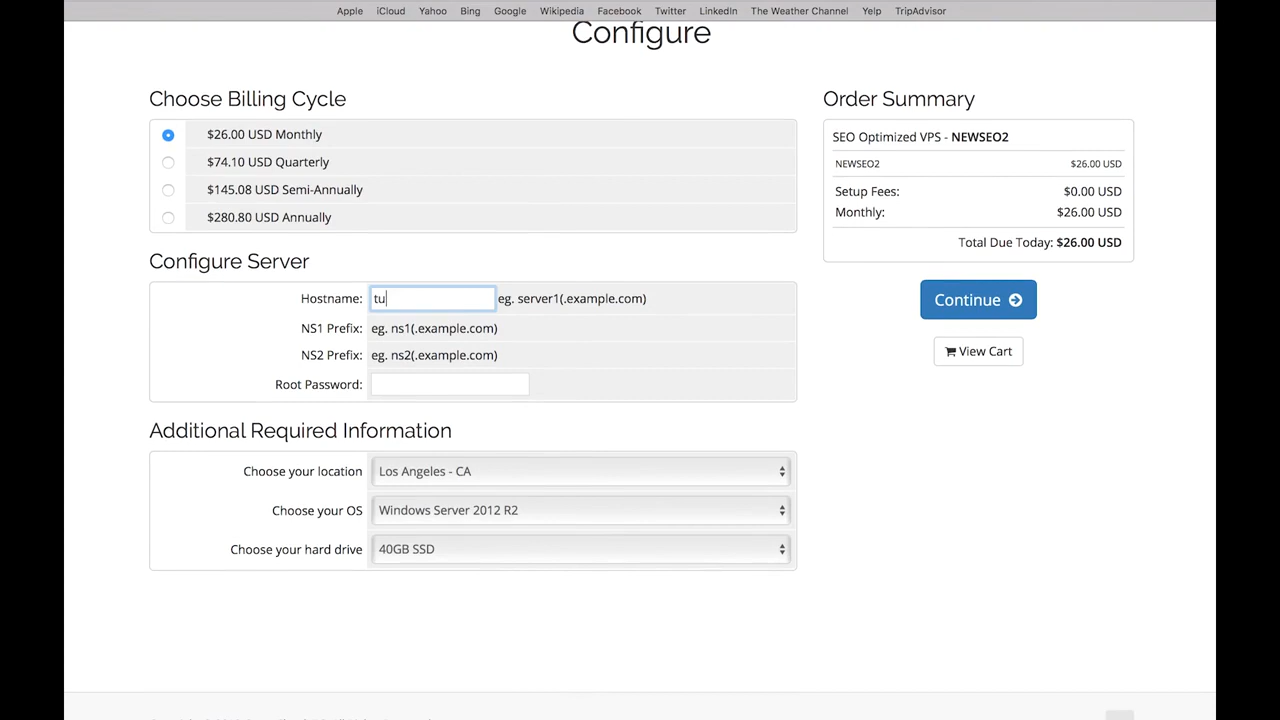 Apple iCloud Yahoo Bing Google Wikipedia Facebook Twitter LinkedIn The Weather Channel Yelp TripAdvisor
Configure
Choose Billing Cycle
$26.00 USD Monthly
$74.10 USD Quarterly
$145.08 USD Semi-Annually
$280.80 USD Annually
Configure Server
Hostname: tu eg. server1(.example.com)
NS1 Prefix: eg. ns1(.example.com)
NS2 Prefix: eg. ns2(.example.com)
Root Password:
Additional Required Information
Choose your location Los Angeles - CA
Choose your OS Windows Server 2012 R2
Choose your hard drive 40GB SSD
Order Summary
SEO Optimized VPS - NEWSEO2
NEWSEO2 $26.00 USD
Setup Fees: $0.00 USD
Monthly: $26.00 USD
Total Due Today: $26.00 USD
Continue
View Cart